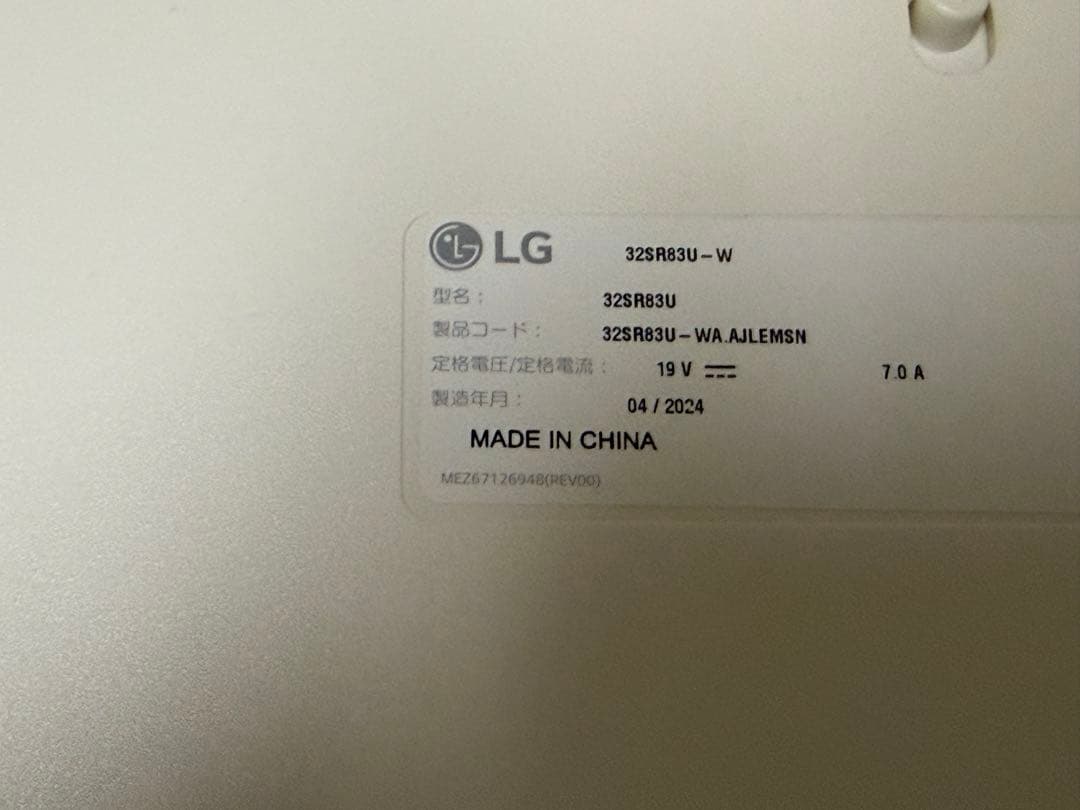 LG 32SR83U-W
型名： 32SR83U
製品コード： 32SR83U-WA.AJLEMSN
定格電圧/定格電流： 19 V ⎓ 7.0 A
製造年月： 04 / 2024
MADE IN CHINA
MEZ67126948(REV00)